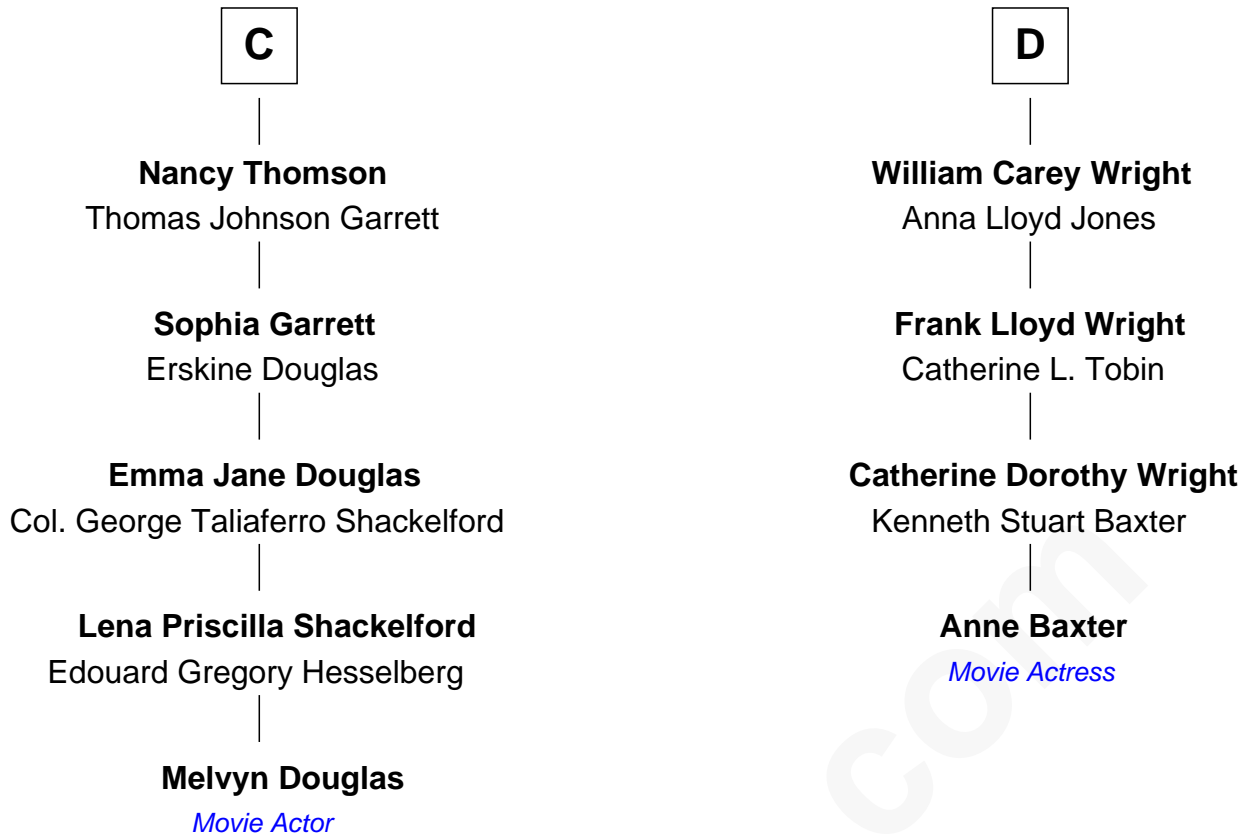 C
Nancy Thomson
Thomas Johnson Garrett
Sophia Garrett
Erskine Douglas
Emma Jane Douglas
Col. George Taliaferro Shackelford
Lena Priscilla Shackelford
Edouard Gregory Hesselberg
Melvyn Douglas
Movie Actor
D
William Carey Wright
Anna Lloyd Jones
Frank Lloyd Wright
Catherine L. Tobin
Catherine Dorothy Wright
Kenneth Stuart Baxter
Anne Baxter
Movie Actress
com